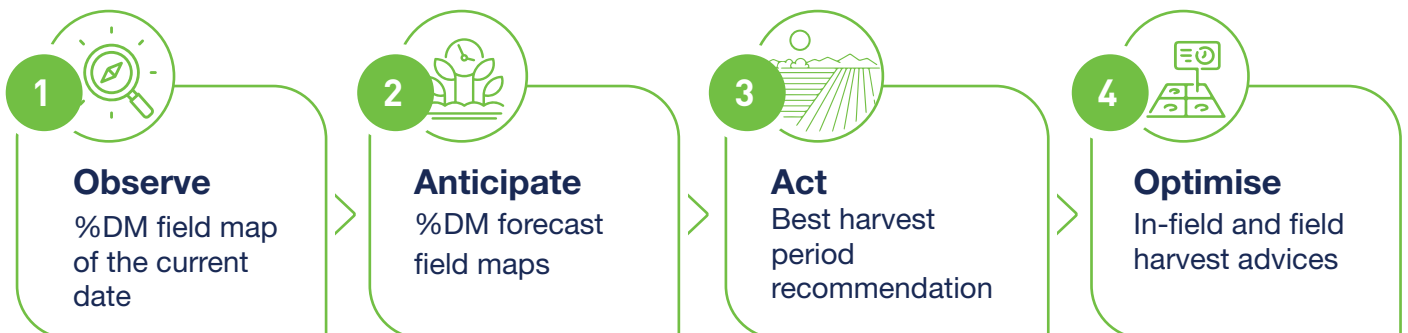 1
Observe
%DM field map
of the current
date
2
Anticipate
%DM forecast
field maps
3
Act
Best harvest
period
recommendation
4
Optimise
In-field and field
harvest advices